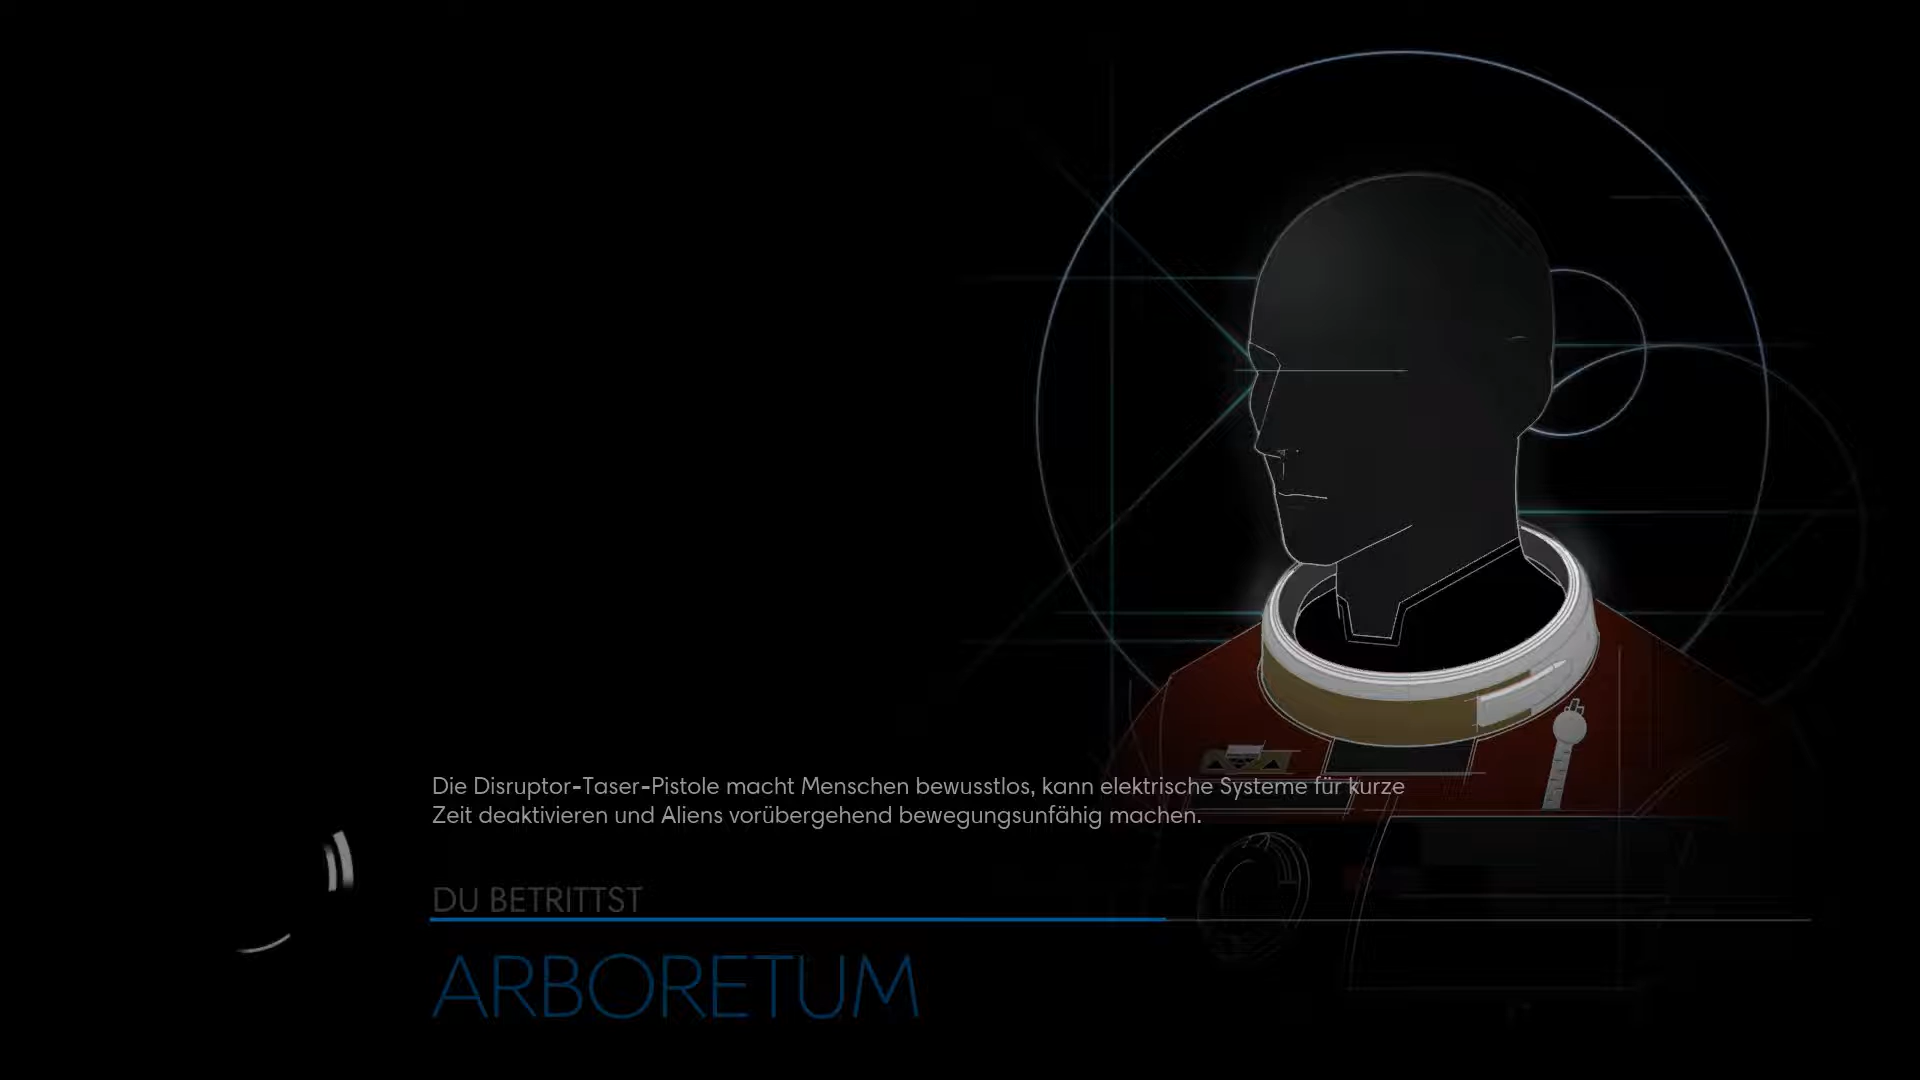 Die Disruptor-Taser-Pistole macht Menschen bewusstlos, kann elektrische Systeme für kurze
Zeit deaktivieren und Aliens vorübergehend bewegungsunfähig machen.
DU BETRITTST
ARBORETUM